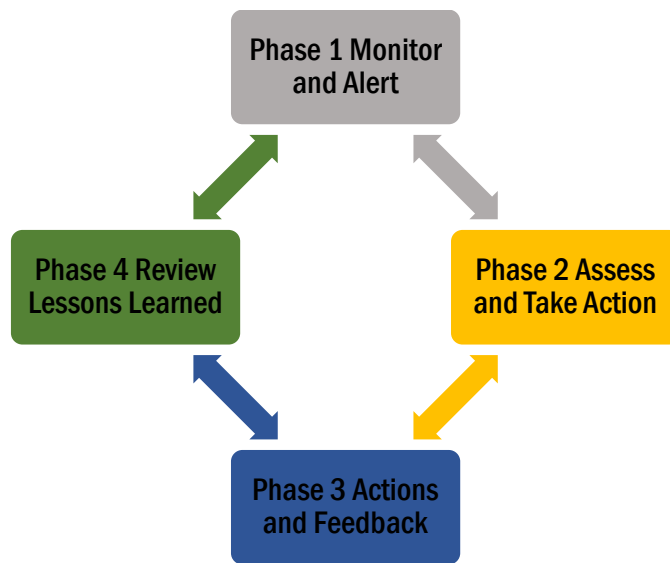 Phase 1 Monitor
and Alert
Phase 4 Review
Lessons Learned
Phase 2 Assess
and Take Action
Phase 3 Actions
and Feedback